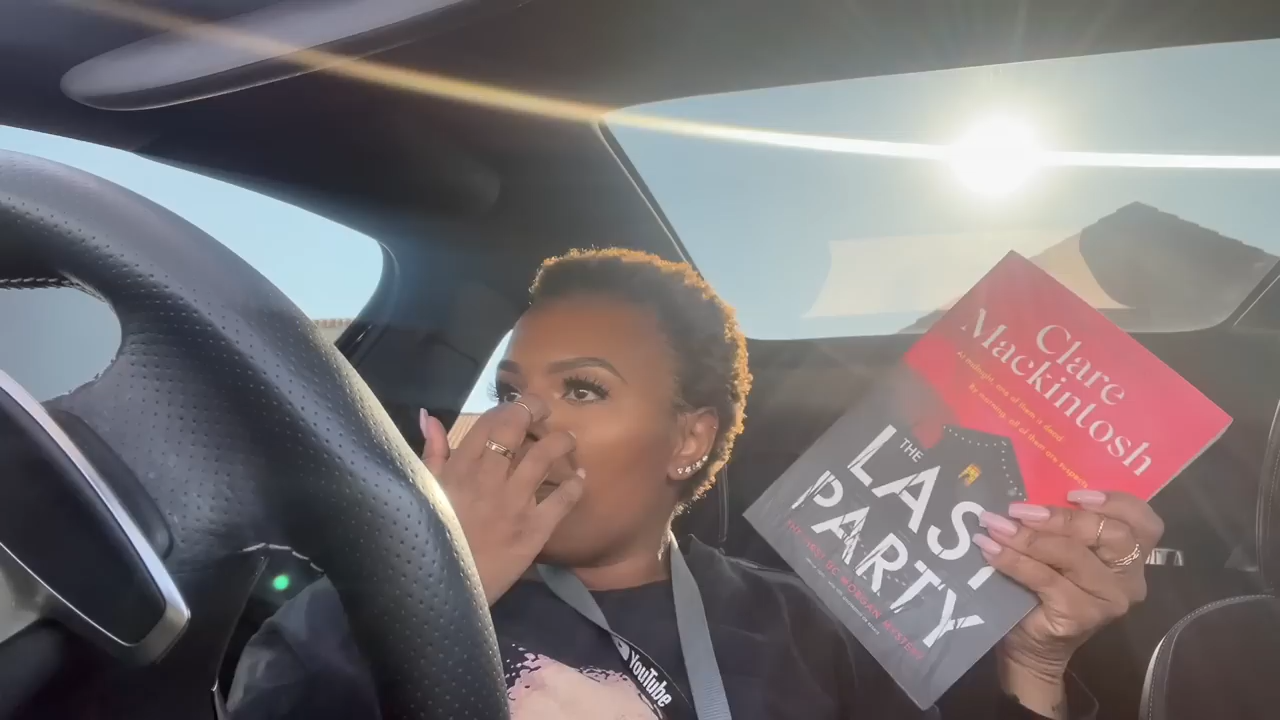 Clare
Mackintosh
At midnight, one of them is dead.
By morning, all of them are suspects.
THE
LAST
PARTY
THE FIRST DC MORGAN MYSTERY
YouTube